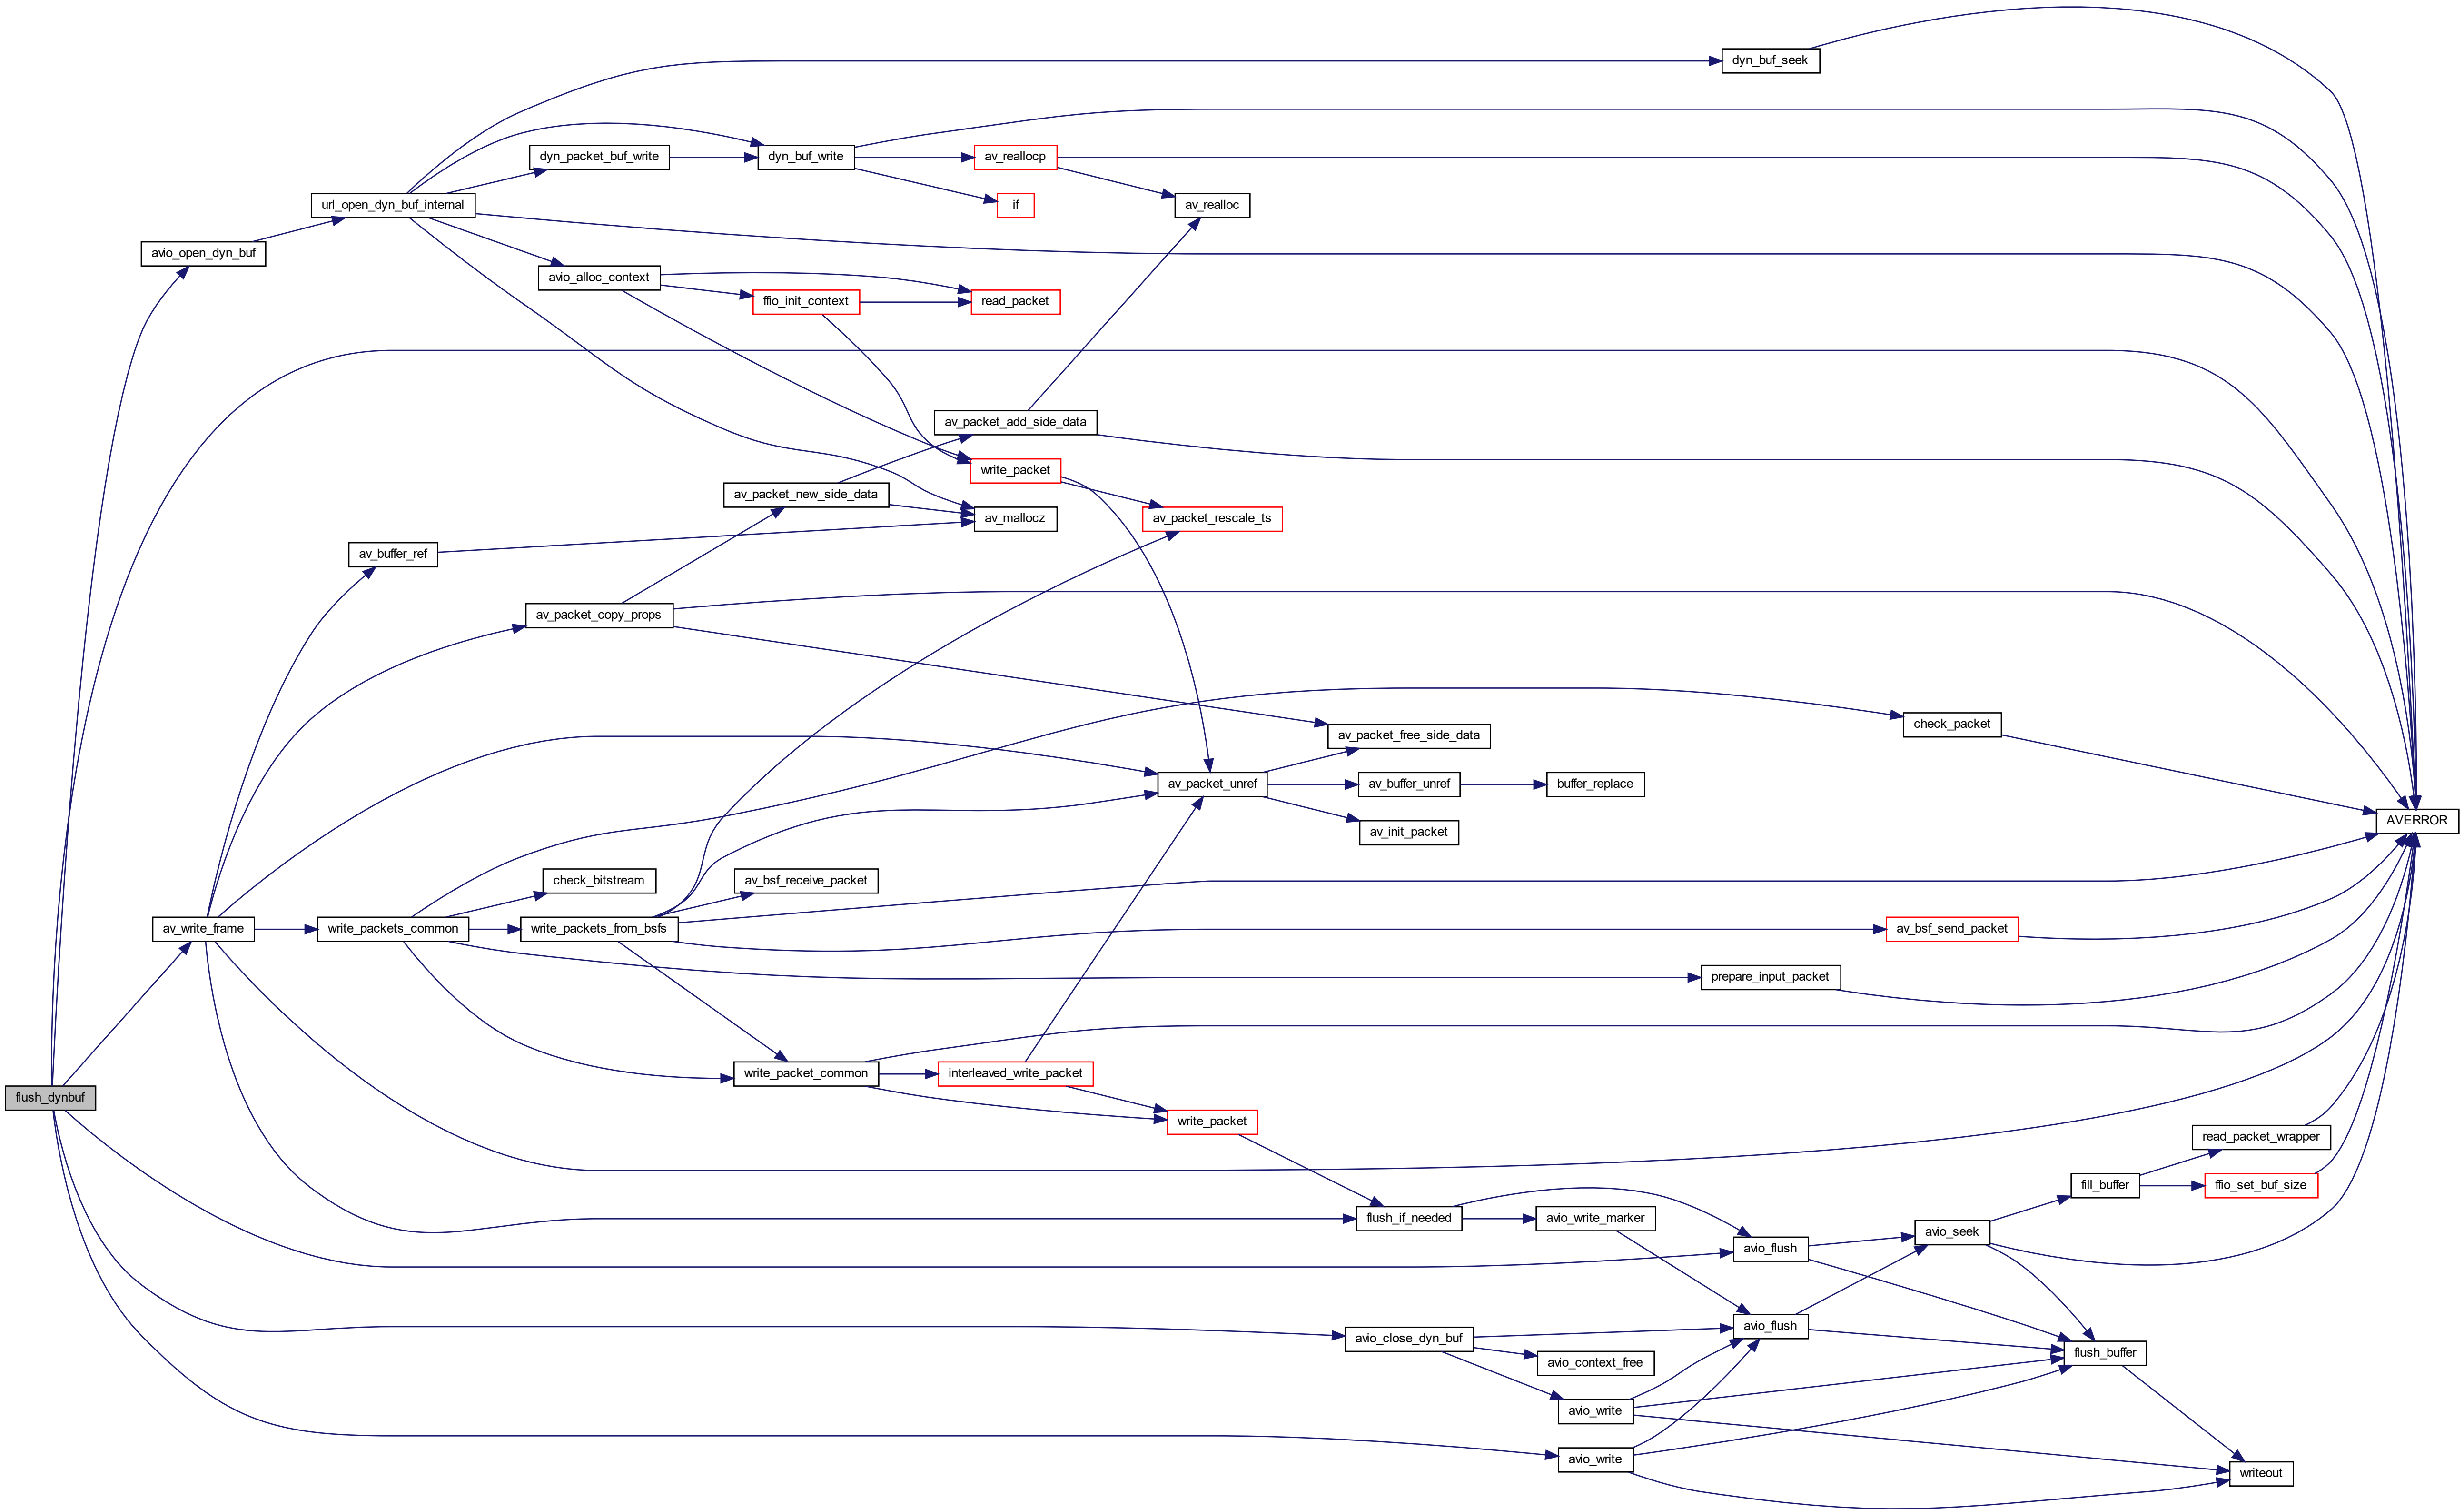 dyn_buf_seek
dyn_packet_buf_write
dyn_buf_write
av_reallocp
url_open_dyn_buf_internal
if
av_realloc
avio_open_dyn_buf
avio_alloc_context
ffio_init_context
read_packet
av_packet_add_side_data
write_packet
av_packet_new_side_data
av_mallocz
av_packet_rescale_ts
av_buffer_ref
av_packet_copy_props
check_packet
av_packet_free_side_data
av_packet_unref
av_buffer_unref
buffer_replace
AVERROR
av_init_packet
check_bitstream
av_bsf_receive_packet
av_write_frame
write_packets_common
write_packets_from_bsfs
av_bsf_send_packet
prepare_input_packet
write_packet_common
interleaved_write_packet
flush_dynbuf
write_packet
read_packet_wrapper
fill_buffer
ffio_set_buf_size
flush_if_needed
avio_write_marker
avio_seek
avio_flush
avio_close_dyn_buf
avio_flush
flush_buffer
avio_context_free
avio_write
avio_write
writeout